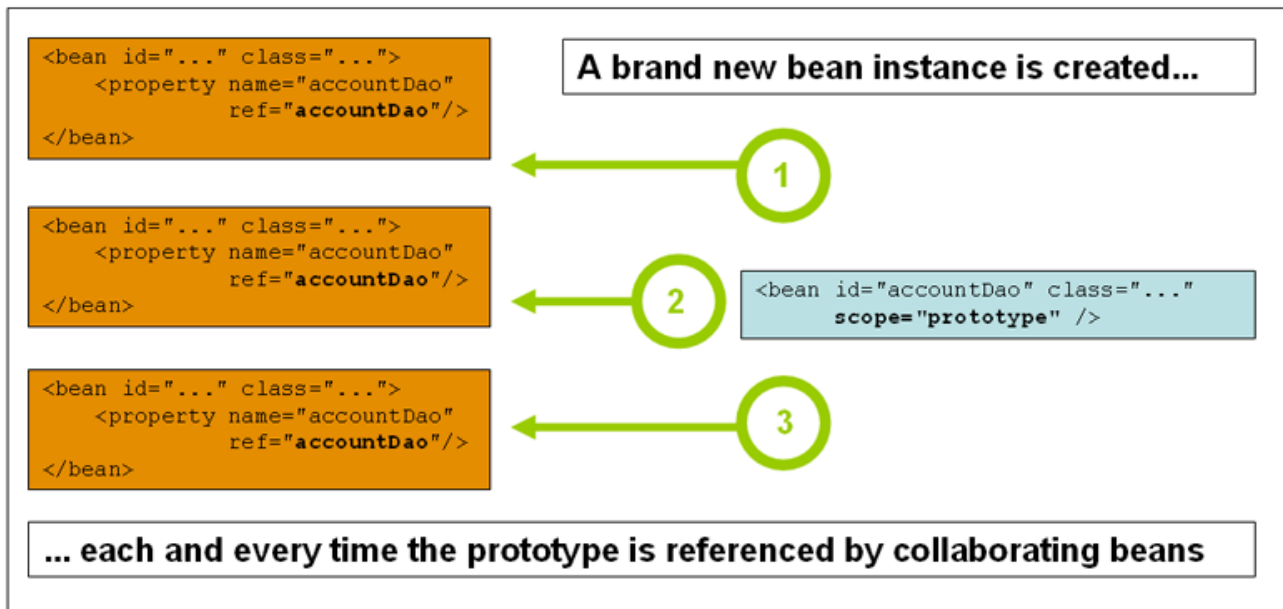 <bean id="..." class="...">
    <property name="accountDao"
              ref="accountDao"/>
</bean>
A brand new bean instance is created...
1
<bean id="..." class="...">
    <property name="accountDao"
              ref="accountDao"/>
</bean>
2
<bean id="accountDao" class="..."
      scope="prototype" />
<bean id="..." class="...">
    <property name="accountDao"
              ref="accountDao"/>
</bean>
3
... each and every time the prototype is referenced by collaborating beans